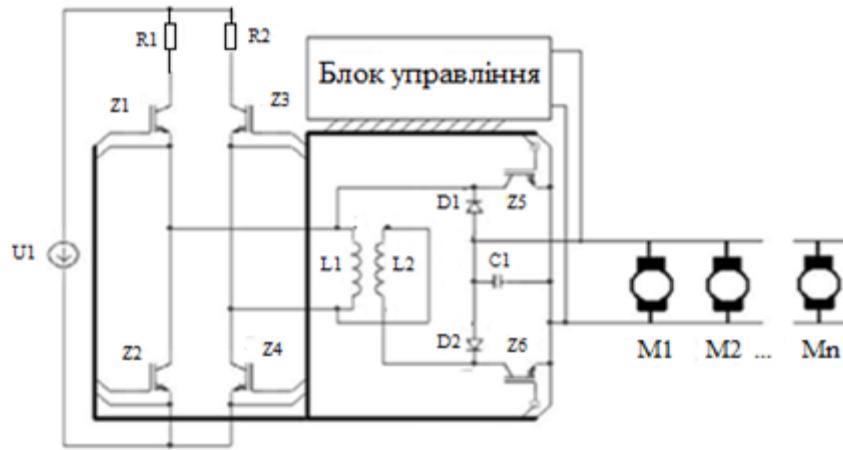 R1
R2
Блок управління
Z1
Z3
D1
Z5
U1
L1
L2
C1
Z2
Z4
D2
Z6
M1
M2 ...
Mn